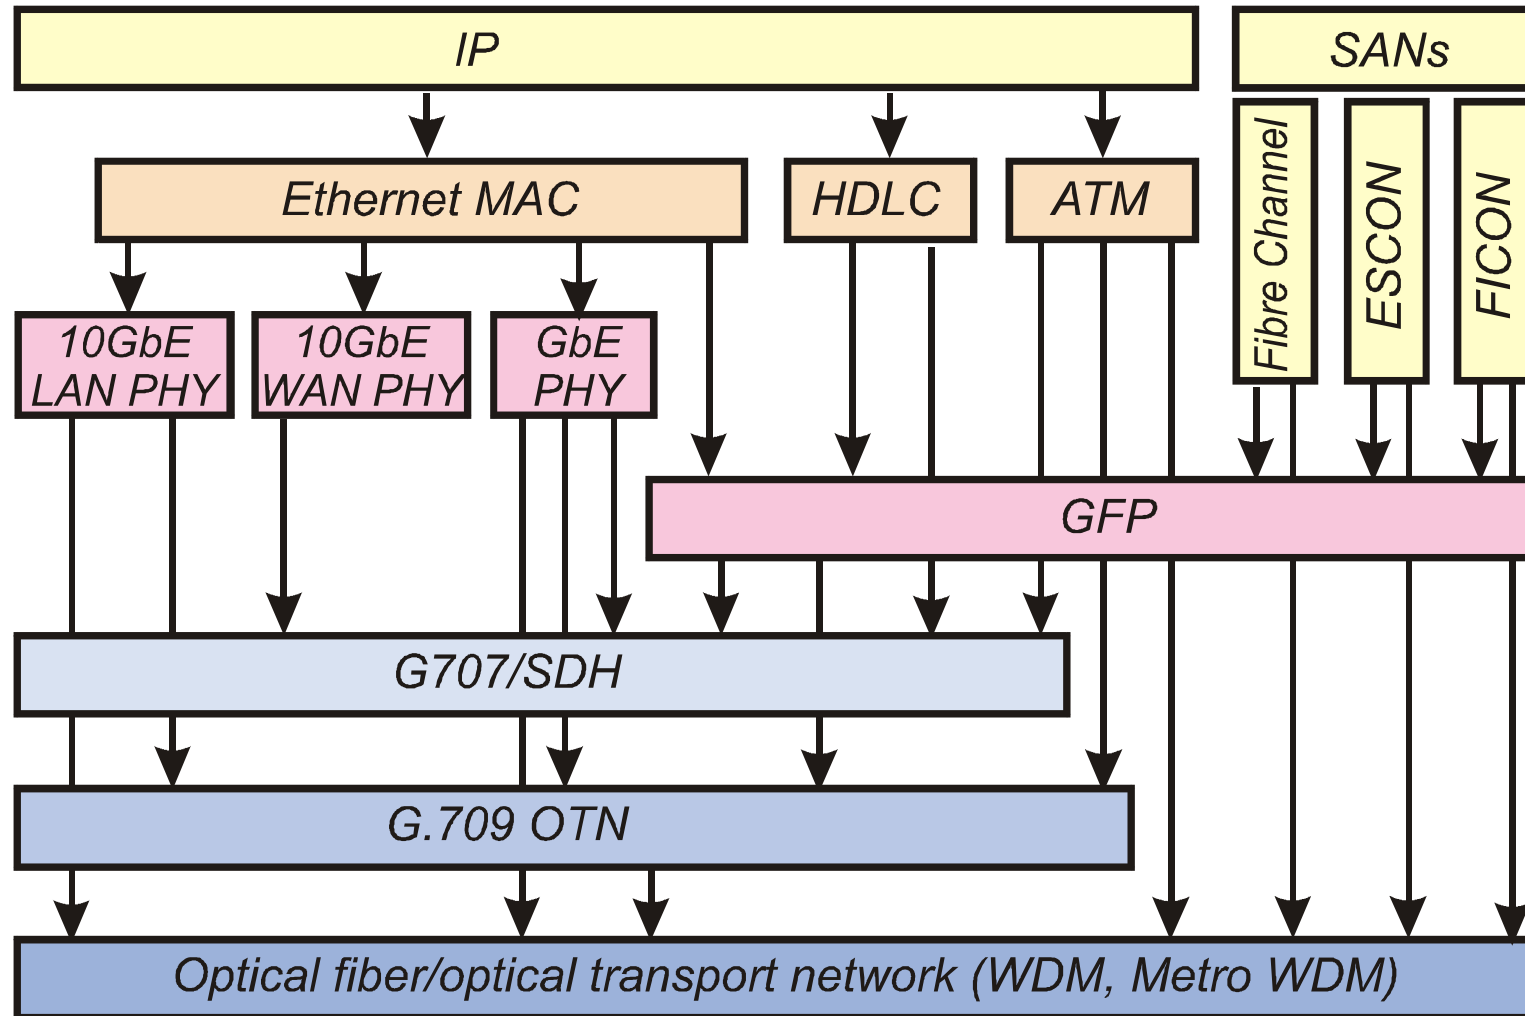 IP
SANs
Ethernet MAC
HDLC
ATM
Fibre Channel
ESCON
FICON
10GbE
LAN PHY
10GbE
WAN PHY
GbE
PHY
GFP
G707/SDH
G.709 OTN
Optical fiber/optical transport network (WDM, Metro WDM)